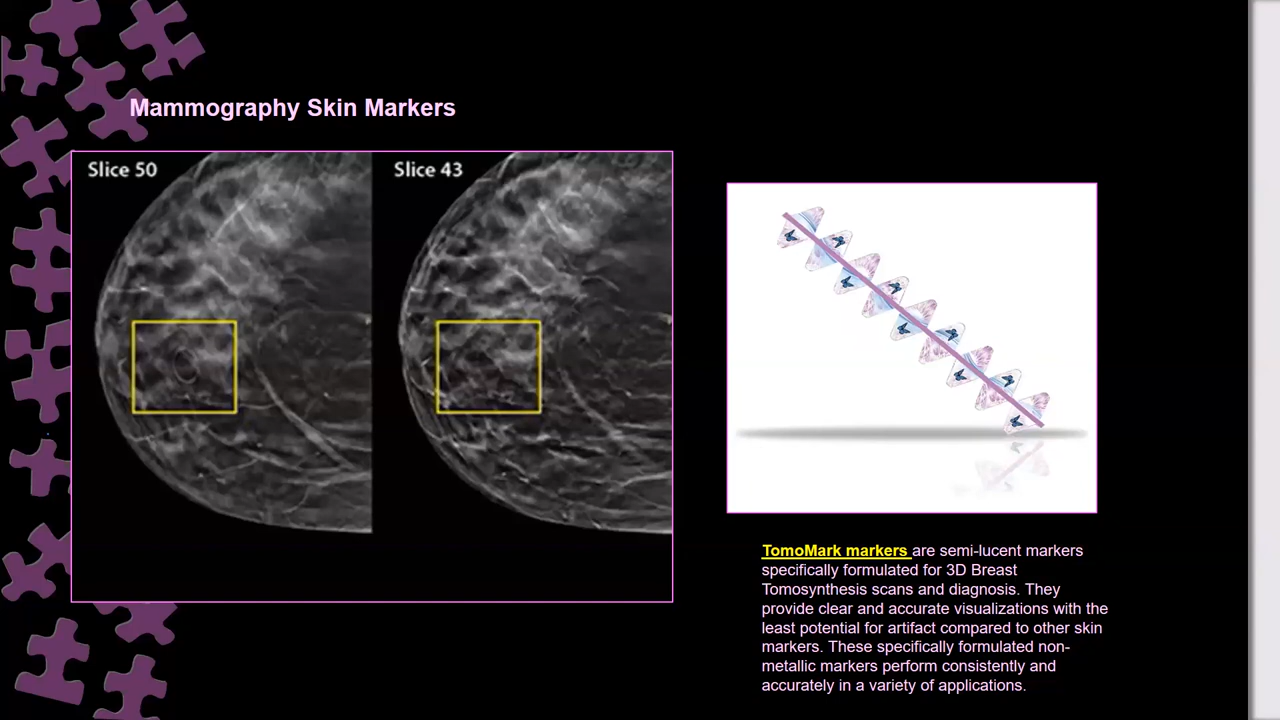 Mammography Skin Markers
Slice 50
Slice 43
TomoMark markers are semi-lucent markers
specifically formulated for 3D Breast
Tomosynthesis scans and diagnosis. They
provide clear and accurate visualizations with the
least potential for artifact compared to other skin
markers. These specifically formulated non-
metallic markers perform consistently and
accurately in a variety of applications.